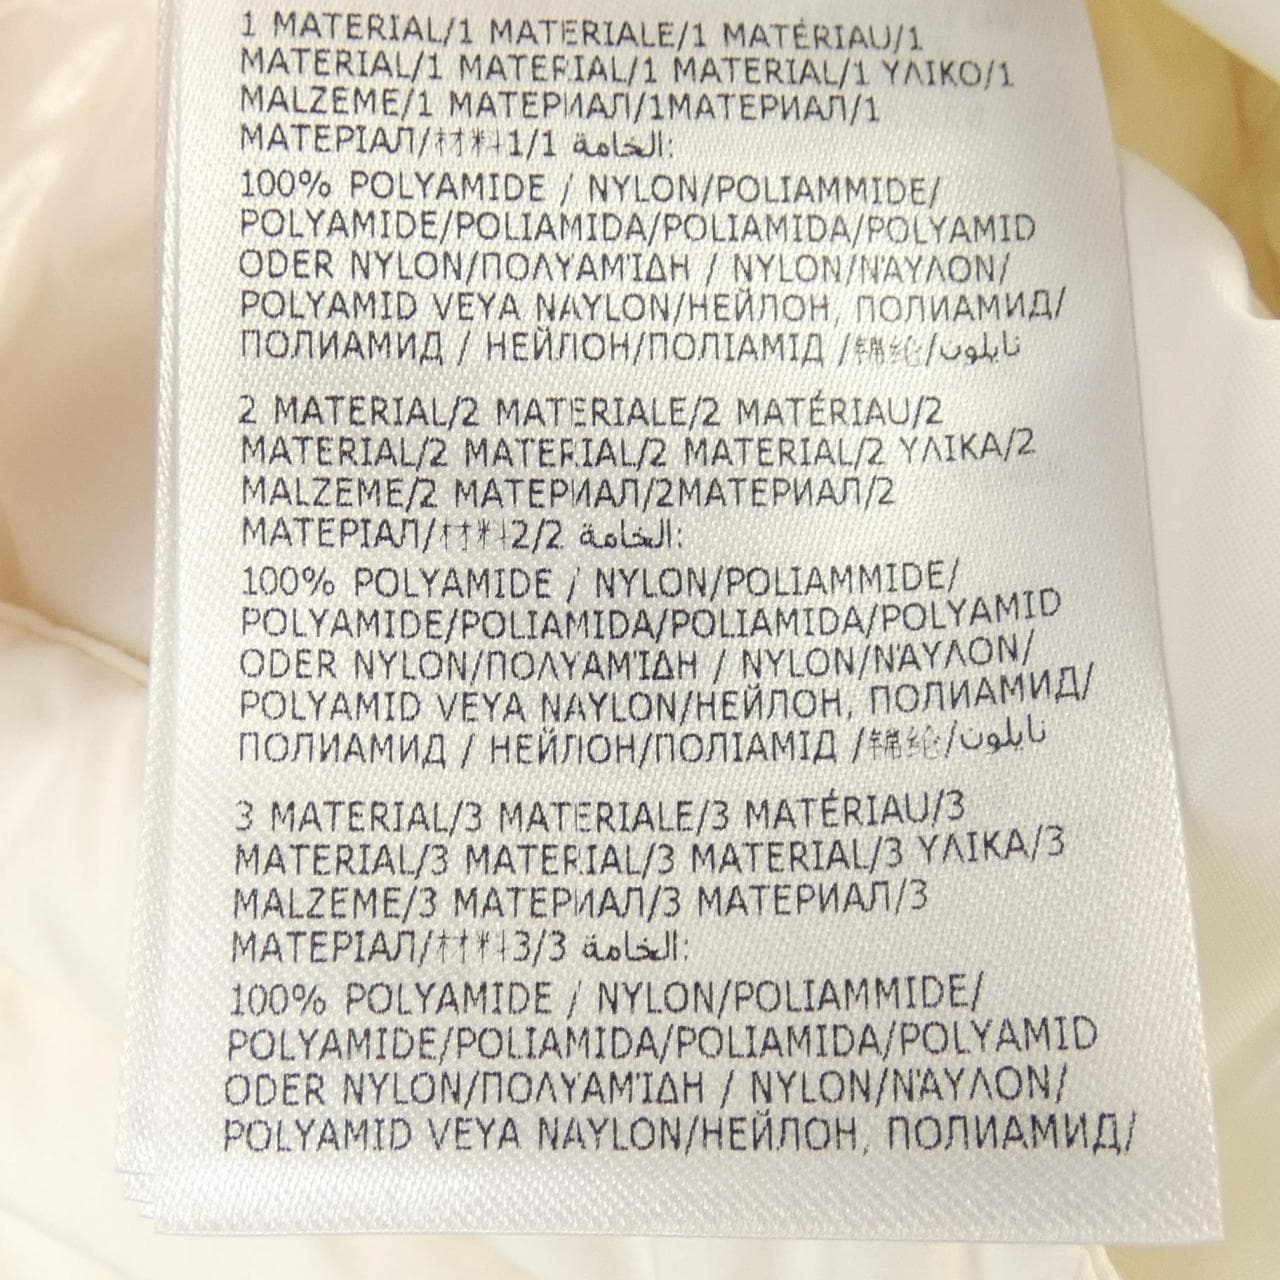 1 MATERIAL/1 MATERIALE/1 MATÉRIAU/1
MATERIAL/1 MATERIAL/1 MATERIAL/1 ΥΛΙΚΟ/1
MALZEME/1 МАТЕРИАЛ/1МАТЕРИАЛ/1
МАТЕРІАЛ/材料1/1 الخامة:
100% POLYAMIDE / NYLON/POLIAMMIDE/
POLYAMIDE/POLIAMIDA/POLIAMIDA/POLYAMID
ODER NYLON/ΠΟΛΥΑΜΊΔΗ / NYLON/ΝΆΥΛΟΝ/
POLYAMID VEYA NAYLON/НЕЙЛОН, ПОЛИАМИД/
ПОЛИАМИД / НЕЙЛОН/ПОЛІАМІД /锦纶/نايلون
2 MATERIAL/2 MATERIALE/2 MATÉRIAU/2
MATERIAL/2 MATERIAL/2 MATERIAL/2 ΥΛΙΚΑ/2
MALZEME/2 МАТЕРИАЛ/2МАТЕРИАЛ/2
МАТЕРІАЛ/材料2/2 الخامة:
100% POLYAMIDE / NYLON/POLIAMMIDE/
POLYAMIDE/POLIAMIDA/POLIAMIDA/POLYAMID
ODER NYLON/ΠΟΛΥΑΜΊΔΗ / NYLON/ΝΆΥΛΟΝ/
POLYAMID VEYA NAYLON/НЕЙЛОН, ПОЛИАМИД/
ПОЛИАМИД / НЕЙЛОН/ПОЛІАМІД /锦纶/نايلون
3 MATERIAL/3 MATERIALE/3 MATÉRIAU/3
MATERIAL/3 MATERIAL/3 MATERIAL/3 ΥΛΙΚΑ/3
MALZEME/3 МАТЕРИАЛ/3 МАТЕРИАЛ/3
МАТЕРІАЛ/材料3/3 الخامة:
100% POLYAMIDE / NYLON/POLIAMMIDE/
POLYAMIDE/POLIAMIDA/POLIAMIDA/POLYAMID
ODER NYLON/ΠΟΛΥΑΜΊΔΗ / NYLON/ΝΆΥΛΟΝ/
POLYAMID VEYA NAYLON/НЕЙЛОН, ПОЛИАМИД/